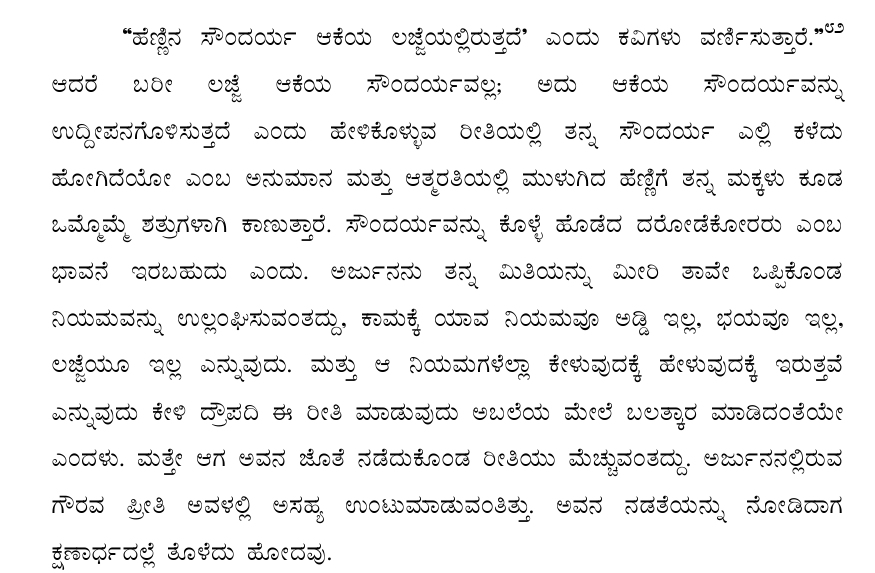 “ಹೆಣ್ಣಿನ ಸೌಂದರ್ಯ ಆಕೆಯ ಲಜ್ಜೆಯಲ್ಲಿರುತ್ತದೆ’ ಎಂದು ಕವಿಗಳು ವರ್ಣಿಸುತ್ತಾರೆ.”೮೨
ಆದರೆ ಬರೀ ಲಜ್ಜೆ ಆಕೆಯ ಸೌಂದರ್ಯವಲ್ಲ; ಅದು ಆಕೆಯ ಸೌಂದರ್ಯವನ್ನು
ಉದ್ದೀಪನಗೊಳಿಸುತ್ತದೆ ಎಂದು ಹೇಳಿಕೊಳ್ಳುವ ರೀತಿಯಲ್ಲಿ ತನ್ನ ಸೌಂದರ್ಯ ಎಲ್ಲಿ ಕಳೆದು
ಹೋಗಿದೆಯೋ ಎಂಬ ಅನುಮಾನ ಮತ್ತು ಆತ್ಮರತಿಯಲ್ಲಿ ಮುಳುಗಿದ ಹೆಣ್ಣಿಗೆ ತನ್ನ ಮಕ್ಕಳು ಕೂಡ
ಒಮ್ಮೊಮ್ಮೆ ಶತ್ರುಗಳಾಗಿ ಕಾಣುತ್ತಾರೆ. ಸೌಂದರ್ಯವನ್ನು ಕೊಳ್ಳೆ ಹೊಡೆದ ದರೋಡೆಕೋರರು ಎಂಬ
ಭಾವನೆ ಇರಬಹುದು ಎಂದು. ಅರ್ಜುನನು ತನ್ನ ಮಿತಿಯನ್ನು ಮೀರಿ ತಾವೇ ಒಪ್ಪಿಕೊಂಡ
ನಿಯಮವನ್ನು ಉಲ್ಲಂಘಿಸುವಂತದ್ದು, ಕಾಮಕ್ಕೆ ಯಾವ ನಿಯಮವೂ ಅಡ್ಡಿ ಇಲ್ಲ, ಭಯವೂ ಇಲ್ಲ,
ಲಜ್ಜೆಯೂ ಇಲ್ಲ ಎನ್ನುವುದು. ಮತ್ತು ಆ ನಿಯಮಗಳೆಲ್ಲಾ ಕೇಳುವುದಕ್ಕೆ ಹೇಳುವುದಕ್ಕೆ ಇರುತ್ತವೆ
ಎನ್ನುವುದು ಕೇಳಿ ದ್ರೌಪದಿ ಈ ರೀತಿ ಮಾಡುವುದು ಅಬಲೆಯ ಮೇಲೆ ಬಲತ್ಕಾರ ಮಾಡಿದಂತೆಯೇ
ಎಂದಳು. ಮತ್ತೇ ಆಗ ಅವನ ಜೊತೆ ನಡೆದುಕೊಂಡ ರೀತಿಯು ಮೆಚ್ಚುವಂತದ್ದು. ಅರ್ಜುನನಲ್ಲಿರುವ
ಗೌರವ ಪ್ರೀತಿ ಅವಳಲ್ಲಿ ಅಸಹ್ಯ ಉಂಟುಮಾಡುವಂತಿತ್ತು. ಅವನ ನಡತೆಯನ್ನು ನೋಡಿದಾಗ
ಕ್ಷಣಾರ್ಧದಲ್ಲೆ ತೊಳೆದು ಹೋದವು.